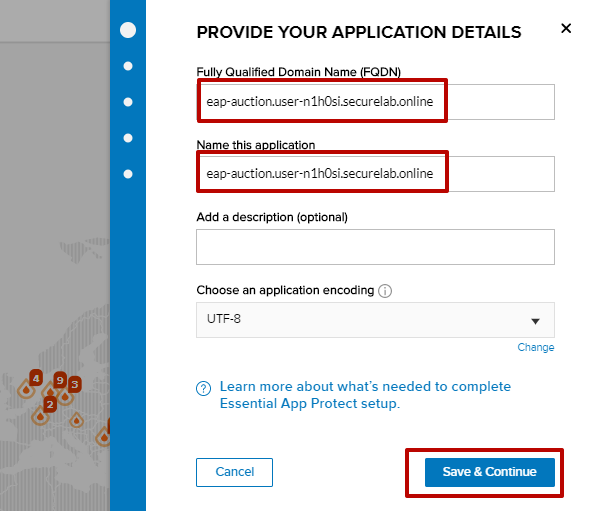 PROVIDE YOUR APPLICATION DETAILS
Fully Qualified Domain Name (FQDN)
eap-auction.user-n1h0si.securelab.online
Name this application
eap-auction.user-n1h0si.securelab.online
Add a description (optional)
Choose an application encoding
UTF-8
Change
Learn more about what's needed to complete
Essential App Protect setup.
Cancel
Save & Continue
4
9
3
2